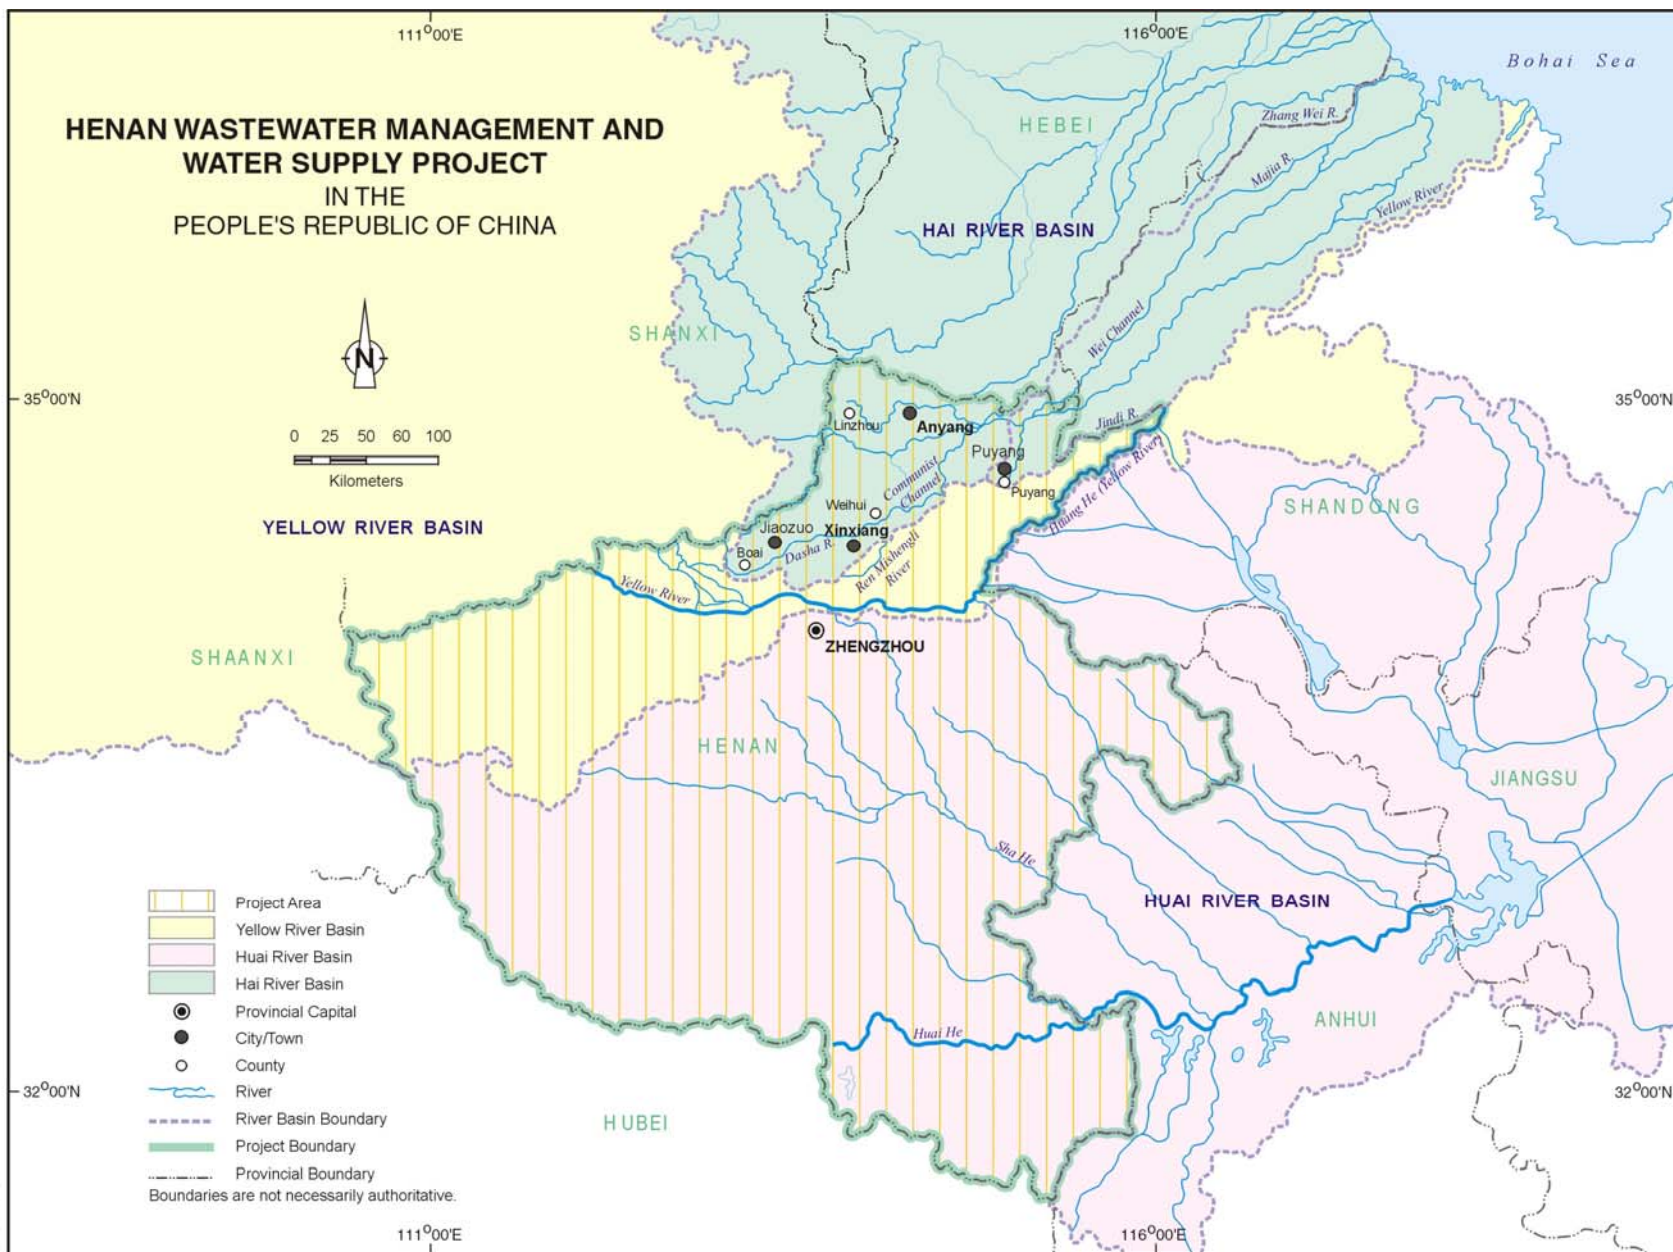 111°00'E
116°00'E
Bohai Sea
HENAN WASTEWATER MANAGEMENT AND
WATER SUPPLY PROJECT
IN THE
PEOPLE'S REPUBLIC OF CHINA
HEBEI
Zhang Wei R.
Majia R.
Yellow River
HAI RIVER BASIN
SHANXI
Wei Channel
N
35°00'N
35°00'N
0 25 50 60 100
Kilometers
Linzhou
Anyang
Jindi R.
Puyang
Puyang
Communist
Channel
Huang He (Yellow River)
SHANDONG
YELLOW RIVER BASIN
Weihui
Jiaozuo
Xinxiang
Boai
Dasha R.
Ren Mishengli
River
Yellow River
ZHENGZHOU
SHAANXI
HENAN
JIANGSU
Sha He
HUAI RIVER BASIN
Project Area
Yellow River Basin
Huai River Basin
Hai River Basin
Provincial Capital
City/Town
County
River
River Basin Boundary
Project Boundary
Provincial Boundary
Boundaries are not necessarily authoritative.
Huai He
ANHUI
HUBEI
32°00'N
32°00'N
111°00'E
116°00'E